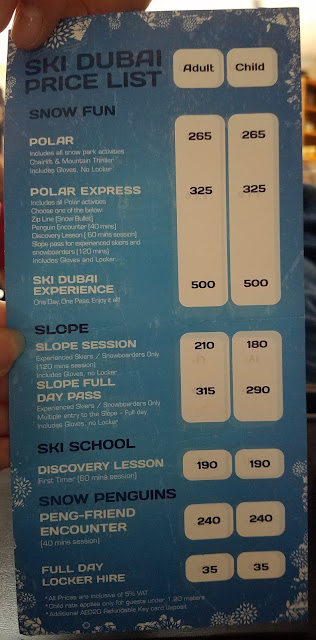 SKI DUBAI
PRICE LIST
Adult Child
SNOW FUN
POLAR 265 265
Includes all snow park activities
Chairlift & Mountain Thriller
Includes Gloves, No Locker
POLAR EXPRESS 325 325
Includes all Polar activities
Choose one of the below:
Zip Line (Snow Bullet)
Penguin Encounter (40 mins)
Discovery Lesson ( 60 mins session)
Slope pass for experienced skiers and
snowboarders (120 mins)
Includes Gloves and Locker
SKI DUBAI
EXPERIENCE 500 500
One Day, One Pass, Enjoy it all!
SLOPE
SLOPE SESSION 210 180
Experienced Skiers / Snowboarders Only
(120 mins session)
Includes Gloves, no Locker
SLOPE FULL
DAY PASS 315 290
Experienced Skiers / Snowboarders Only
Multiple entry to the Slope - Full day.
Includes Gloves, no Locker
SKI SCHOOL
DISCOVERY LESSON 190 190
First Timer (60 mins session)
SNOW PENGUINS
PENG-FRIEND
ENCOUNTER 240 240
(40 mins session)
FULL DAY
LOCKER HIRE 35 35
*All Prices are inclusive of 5% VAT
*Child rate applies only for guests under 1.20 meters
*Additional AED20 Refundable Key card Deposit